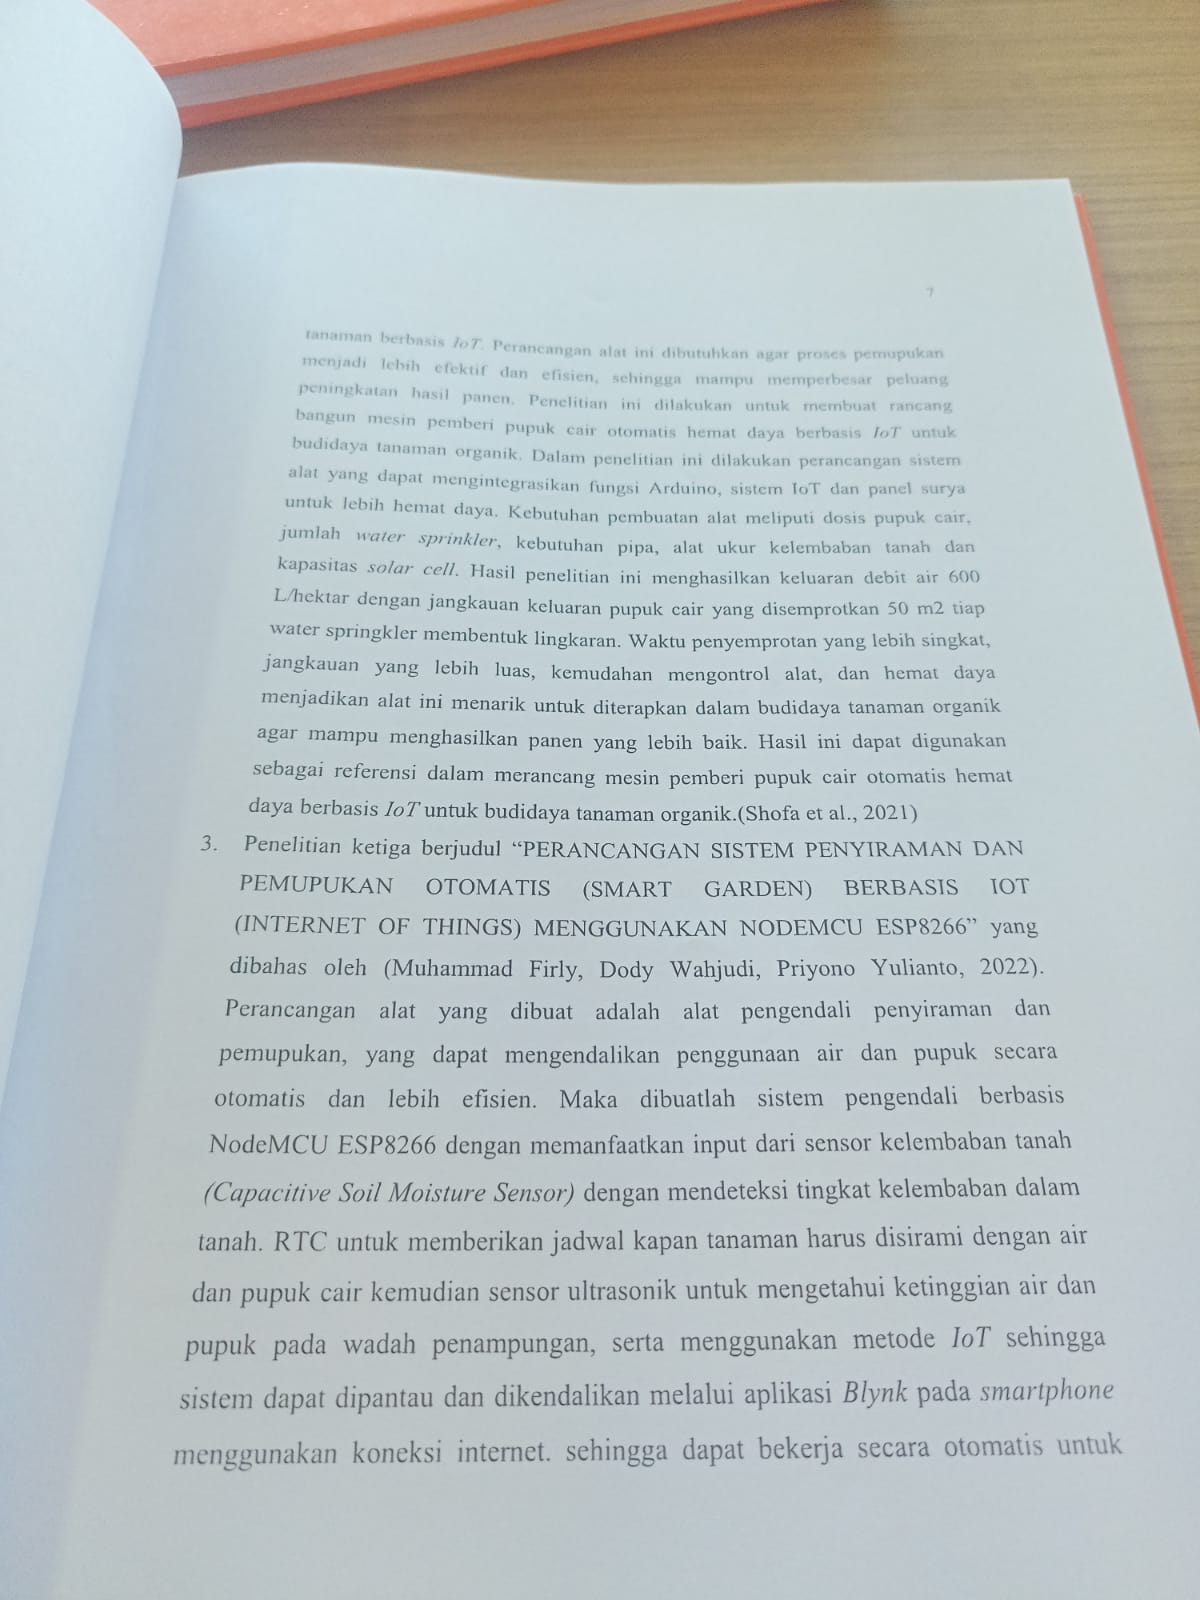 7
tanaman berbasis IoT. Perancangan alat ini dibutuhkan agar proses pemupukan
menjadi lebih efektif dan efisien, sehingga mampu memperbesar peluang
peningkatan hasil panen. Penelitian ini dilakukan untuk membuat rancang
bangun mesin pemberi pupuk cair otomatis hemat daya berbasis IoT untuk
budidaya tanaman organik. Dalam penelitian ini dilakukan perancangan sistem
alat yang dapat mengintegrasikan fungsi Arduino, sistem IoT dan panel surya
untuk lebih hemat daya. Kebutuhan pembuatan alat meliputi dosis pupuk cair,
jumlah water sprinkler, kebutuhan pipa, alat ukur kelembaban tanah dan
kapasitas solar cell. Hasil penelitian ini menghasilkan keluaran debit air 600
L/hektar dengan jangkauan keluaran pupuk cair yang disemprotkan 50 m2 tiap
water springkler membentuk lingkaran. Waktu penyemprotan yang lebih singkat,
jangkauan yang lebih luas, kemudahan mengontrol alat, dan hemat daya
menjadikan alat ini menarik untuk diterapkan dalam budidaya tanaman organik
agar mampu menghasilkan panen yang lebih baik. Hasil ini dapat digunakan
sebagai referensi dalam merancang mesin pemberi pupuk cair otomatis hemat
daya berbasis IoT untuk budidaya tanaman organik.(Shofa et al., 2021)
3. Penelitian ketiga berjudul “PERANCANGAN SISTEM PENYIRAMAN DAN
PEMUPUKAN OTOMATIS (SMART GARDEN) BERBASIS IOT
(INTERNET OF THINGS) MENGGUNAKAN NODEMCU ESP8266” yang
dibahas oleh (Muhammad Firly, Dody Wahjudi, Priyono Yulianto, 2022).
Perancangan alat yang dibuat adalah alat pengendali penyiraman dan
pemupukan, yang dapat mengendalikan penggunaan air dan pupuk secara
otomatis dan lebih efisien. Maka dibuatlah sistem pengendali berbasis
NodeMCU ESP8266 dengan memanfaatkan input dari sensor kelembaban tanah
(Capacitive Soil Moisture Sensor) dengan mendeteksi tingkat kelembaban dalam
tanah. RTC untuk memberikan jadwal kapan tanaman harus disirami dengan air
dan pupuk cair kemudian sensor ultrasonik untuk mengetahui ketinggian air dan
pupuk pada wadah penampungan, serta menggunakan metode IoT sehingga
sistem dapat dipantau dan dikendalikan melalui aplikasi Blynk pada smartphone
menggunakan koneksi internet. sehingga dapat bekerja secara otomatis untuk